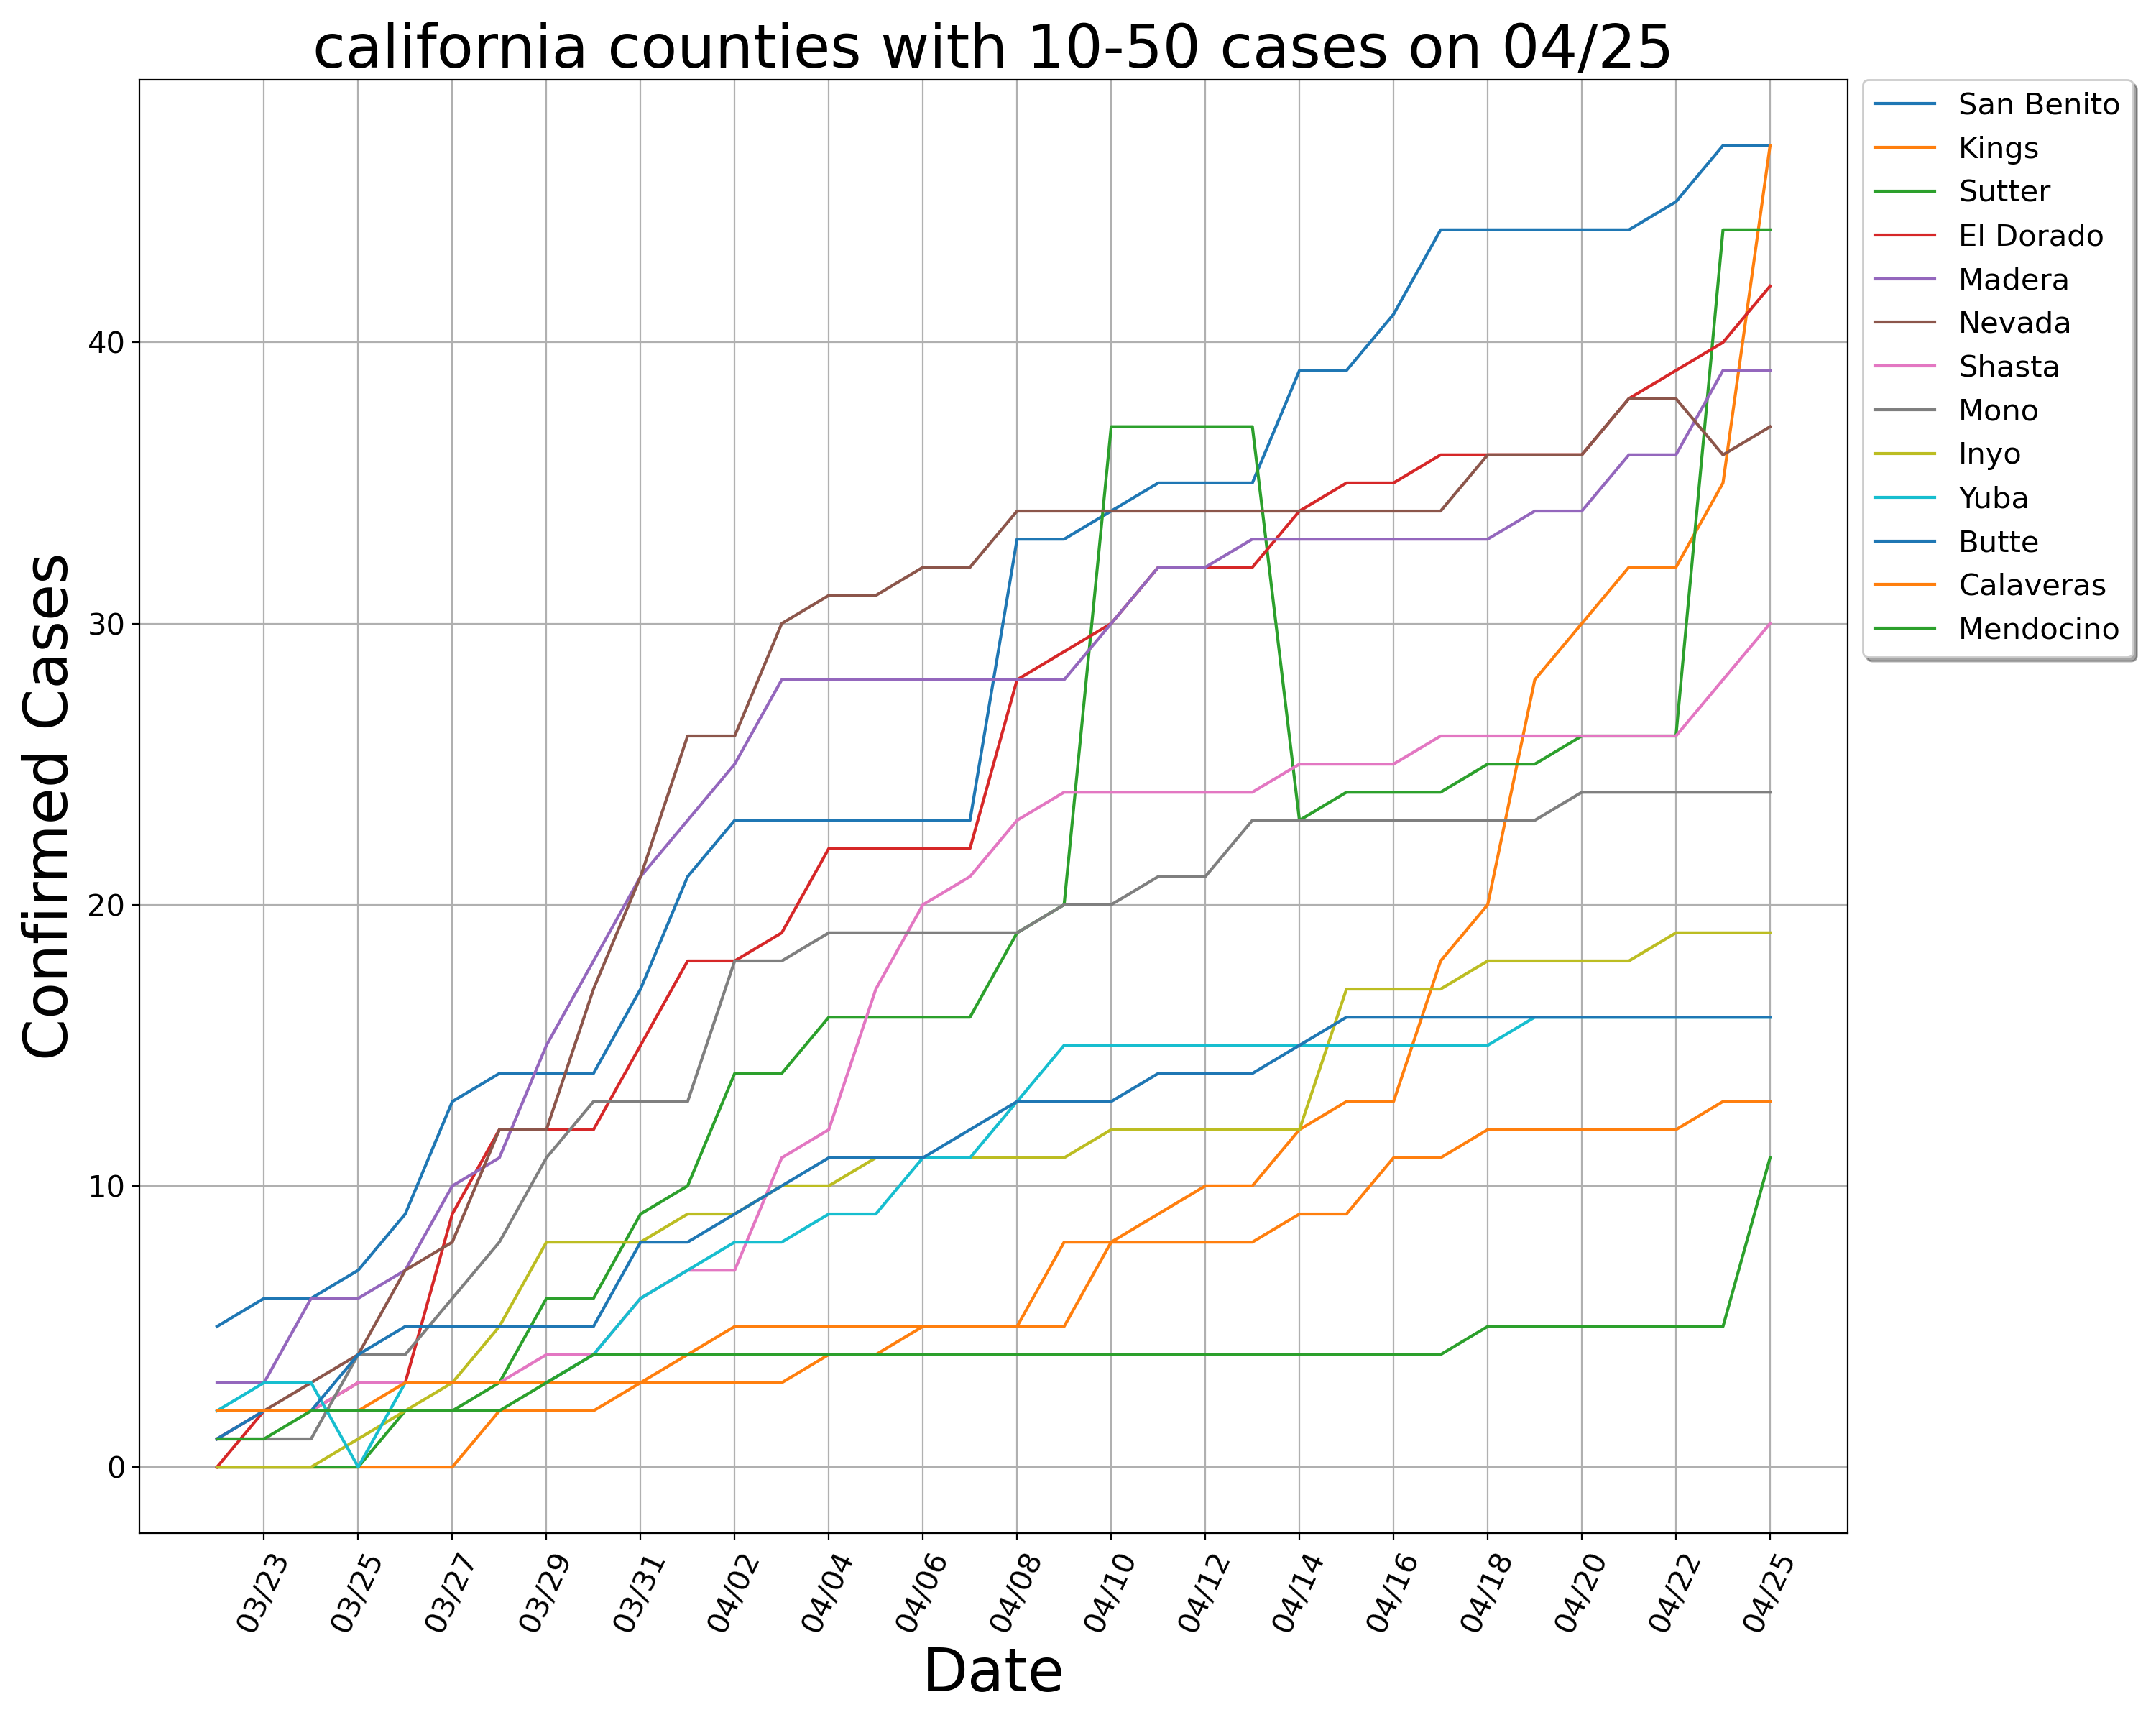 california counties with 10-50 cases on 04/25
Confirmed Cases
40
30
20
10
0
03/23
03/25
03/27
03/29
03/31
04/02
04/04
04/06
04/08
04/10
04/12
04/14
04/16
04/18
04/20
04/22
04/25
Date
San Benito
Kings
Sutter
El Dorado
Madera
Nevada
Shasta
Mono
Inyo
Yuba
Butte
Calaveras
Mendocino